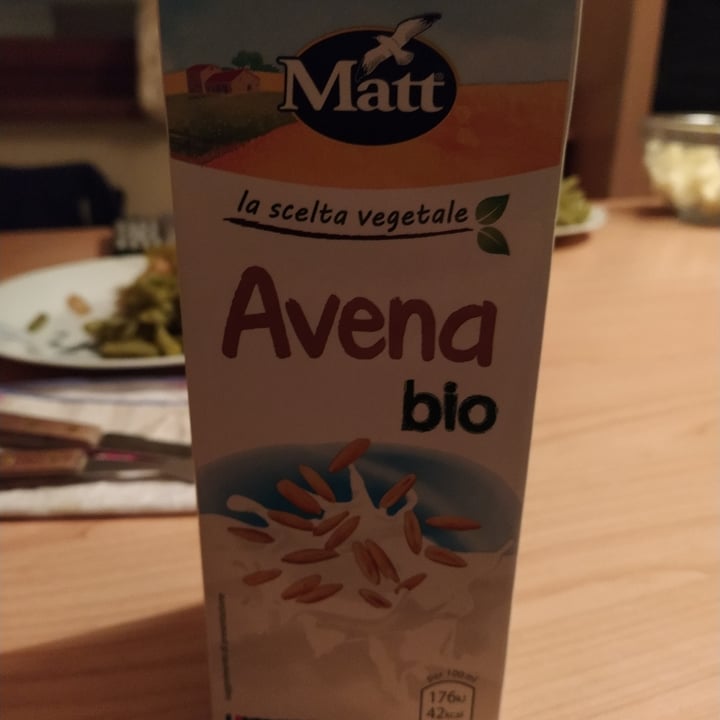 Matt
la scelta vegetale
Avena
bio
per 100 ml
176kJ
42kcal